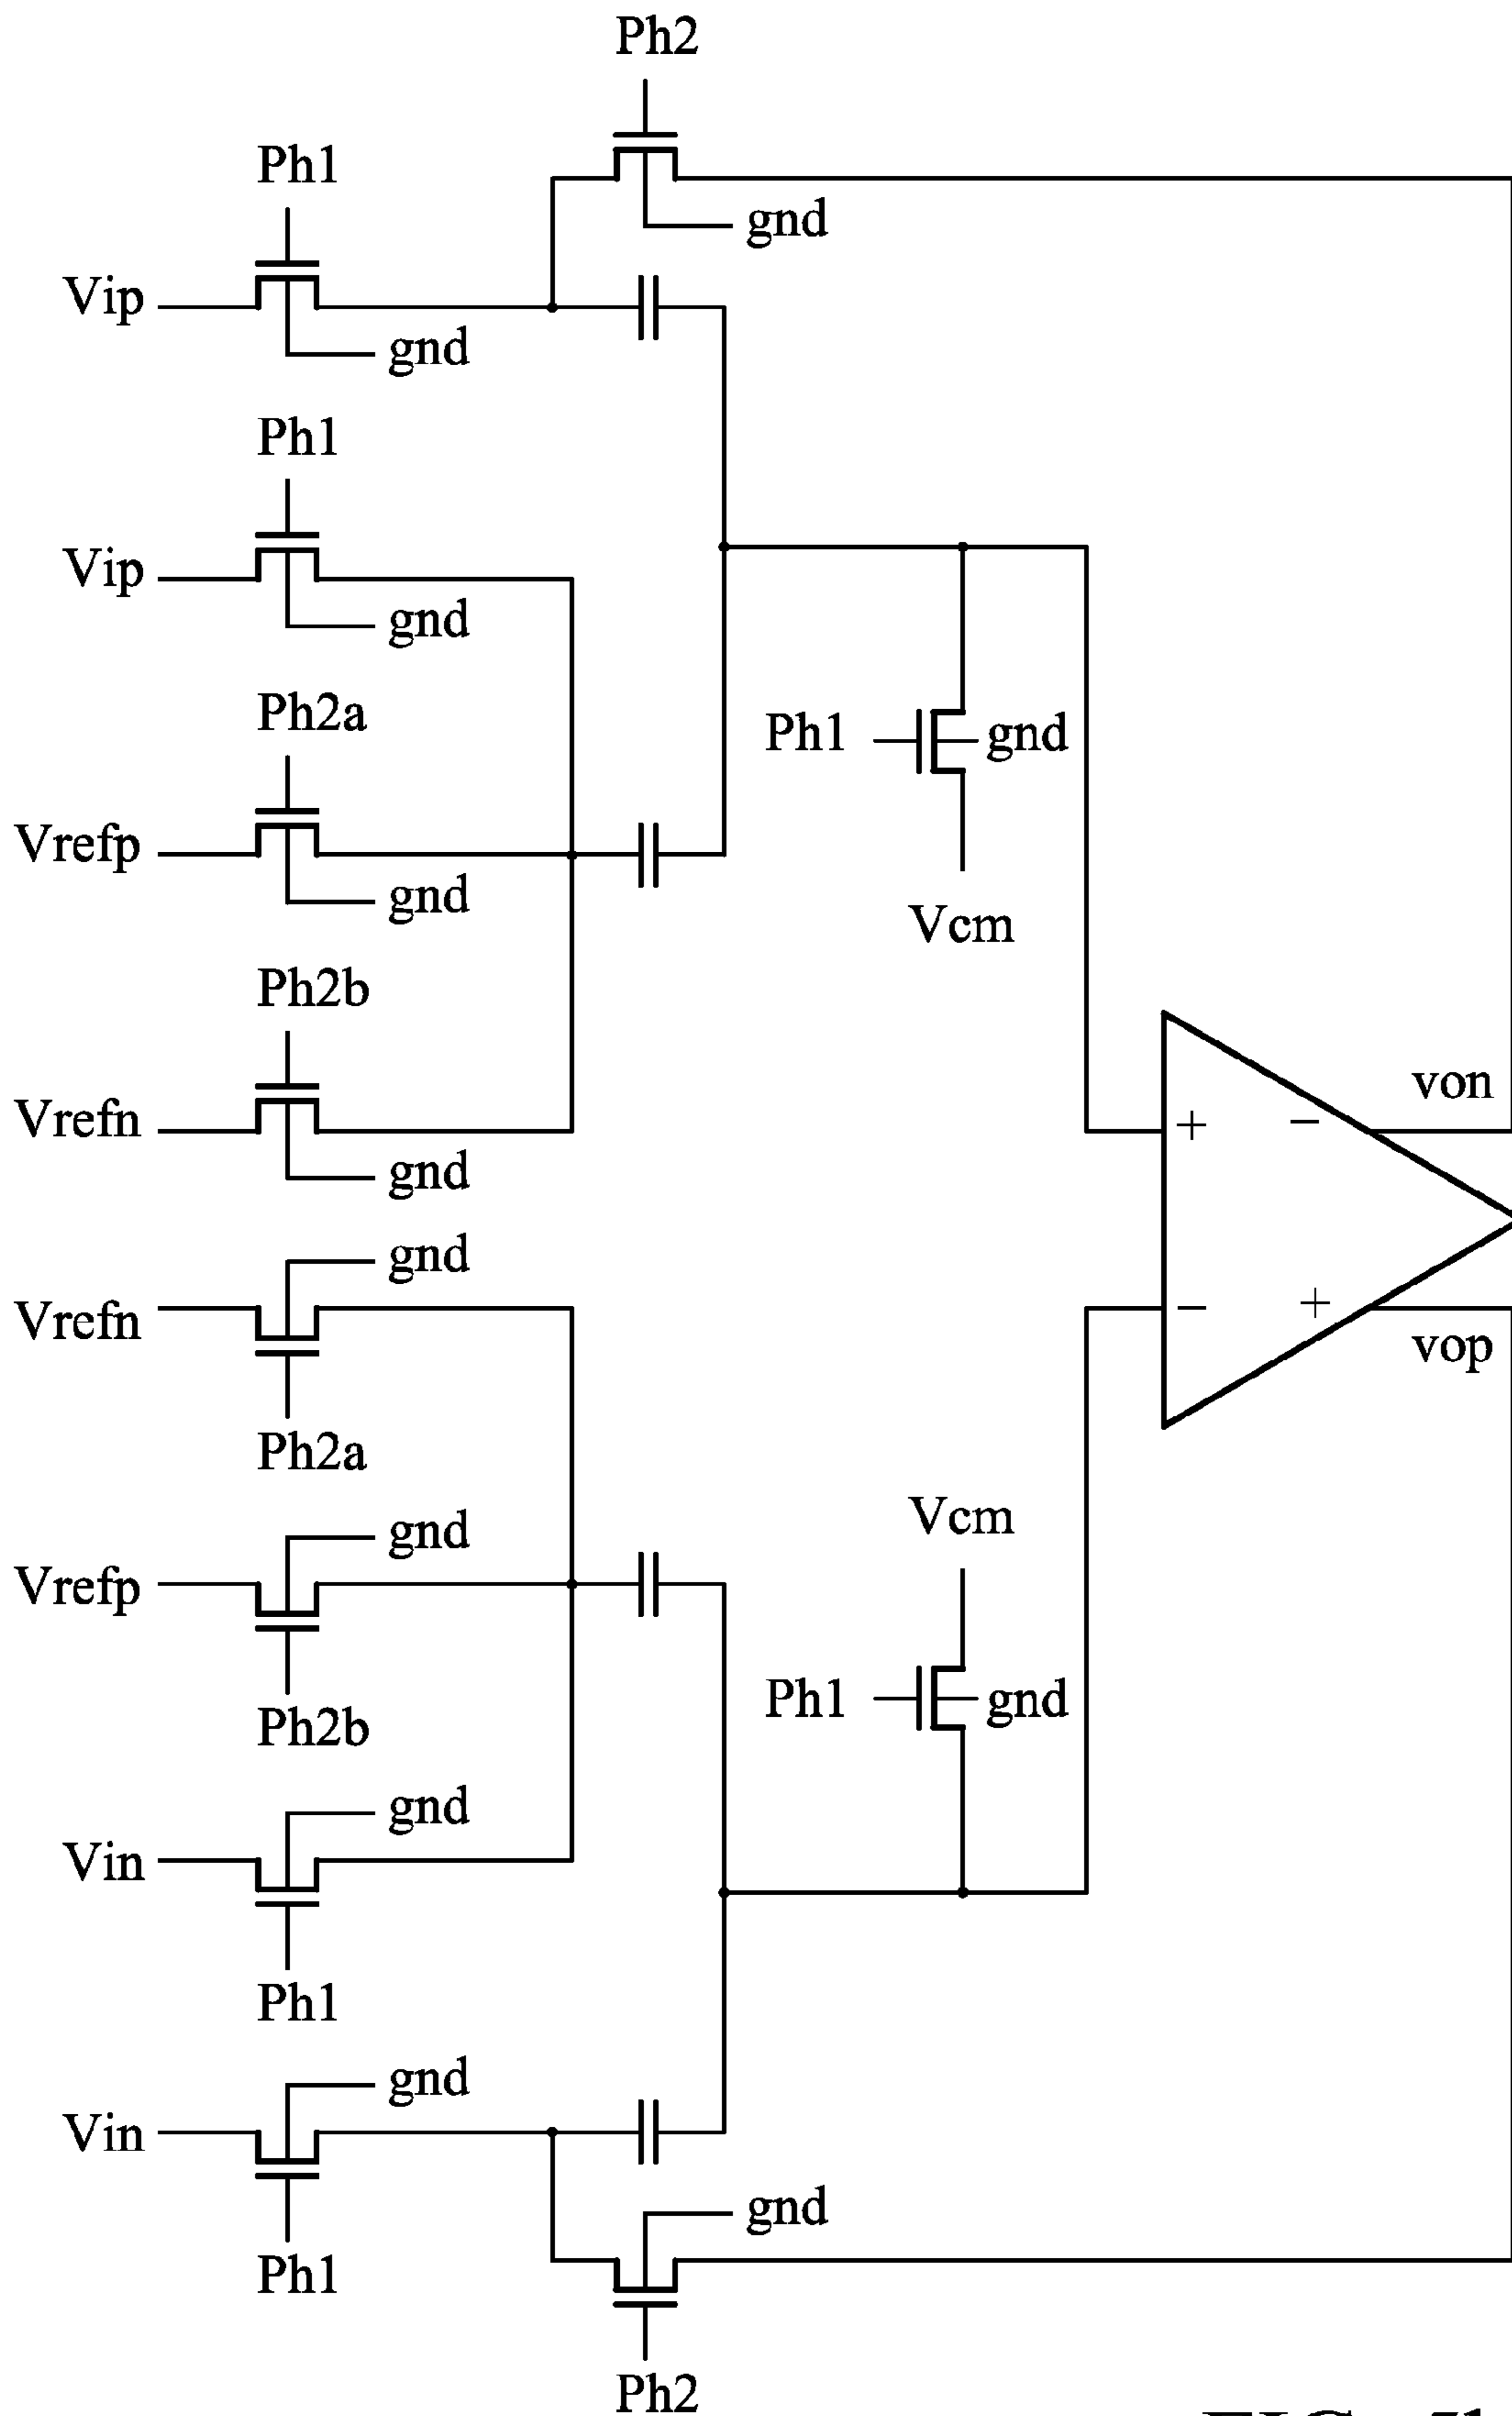 Ph2
Ph1
gnd
Vip
gnd
Ph1
Vip
gnd
Ph2a
Ph1
gnd
Vrefp
gnd
Vcm
Ph2b
von
+
−
Vrefn
gnd
gnd
−
+
Vrefn
vop
Ph2a
Vcm
gnd
Vrefp
Ph1
gnd
Ph2b
gnd
Vin
Ph1
gnd
Vin
gnd
Ph1
Ph2